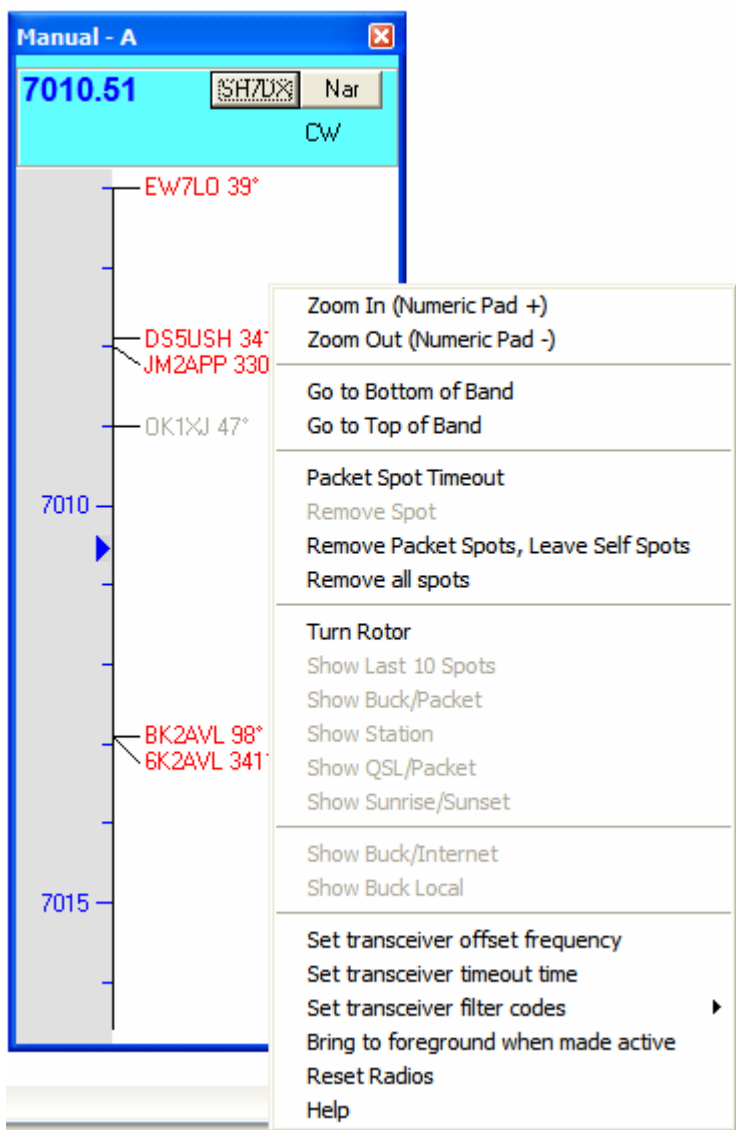 Manual - A
7010.51 SH7DX Nar
CW
EW7LO 39°
DS5USH 341°
JM2APP 330
OK1XJ 47°
7010
BK2AVL 98°
6K2AVL 341°
7015
Zoom In (Numeric Pad +)
Zoom Out (Numeric Pad -)
Go to Bottom of Band
Go to Top of Band
Packet Spot Timeout
Remove Spot
Remove Packet Spots, Leave Self Spots
Remove all spots
Turn Rotor
Show Last 10 Spots
Show Buck/Packet
Show Station
Show QSL/Packet
Show Sunrise/Sunset
Show Buck/Internet
Show Buck Local
Set transceiver offset frequency
Set transceiver timeout time
Set transceiver filter codes
Bring to foreground when made active
Reset Radios
Help